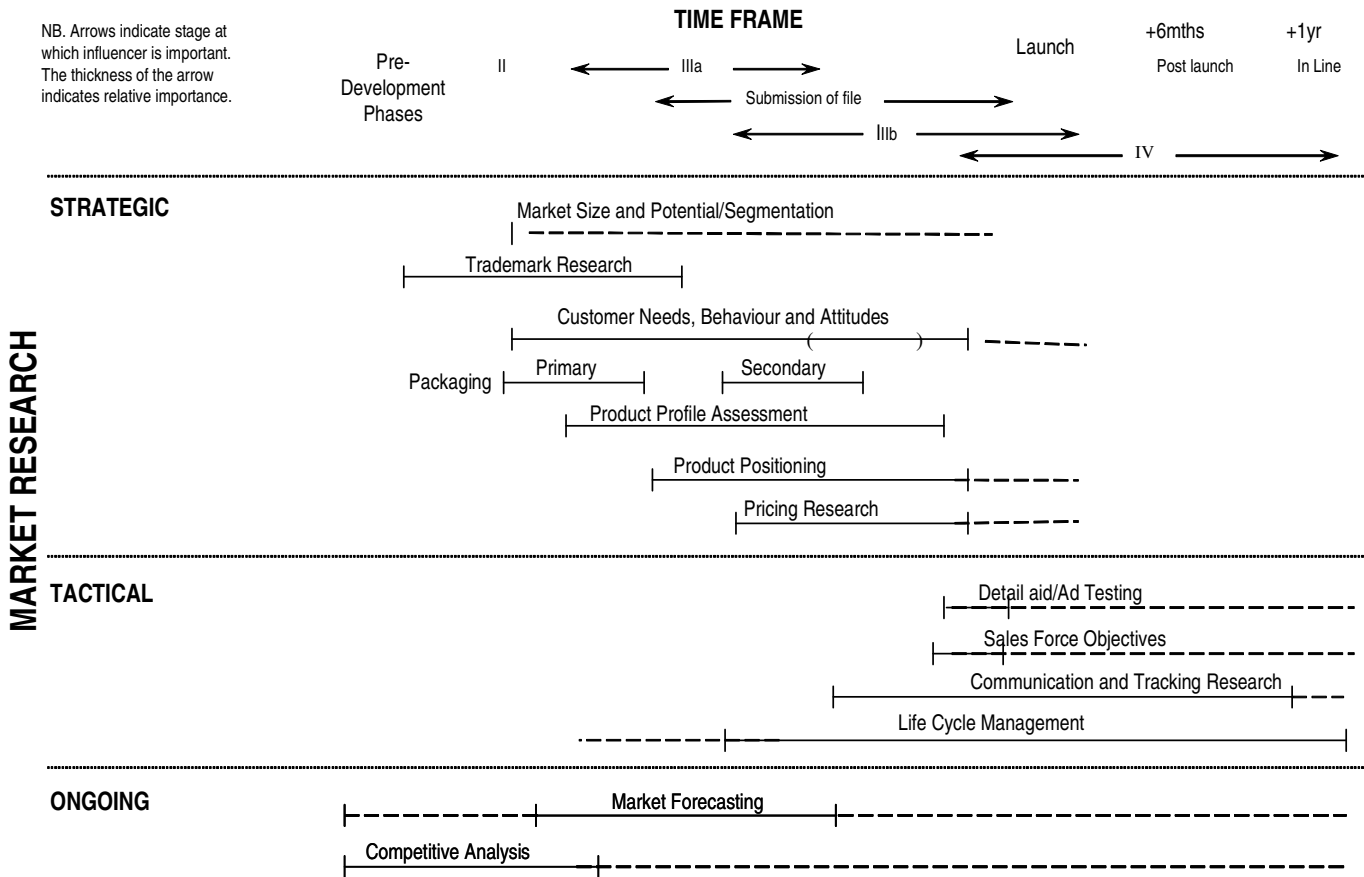 NB. Arrows indicate stage at
which influencer is important.
The thickness of the arrow
indicates relative importance.
TIME FRAME
Pre-
Development
Phases
II
IIIa
Launch
+6mths
Post launch
+1yr
In Line
Submission of file
IIIb
IV
MARKET RESEARCH
STRATEGIC
Market Size and Potential/Segmentation
Trademark Research
Customer Needs, Behaviour and Attitudes
( )
Packaging Primary Secondary
Product Profile Assessment
Product Positioning
Pricing Research
TACTICAL
Detail aid/Ad Testing
Sales Force Objectives
Communication and Tracking Research
Life Cycle Management
ONGOING
Market Forecasting
Competitive Analysis